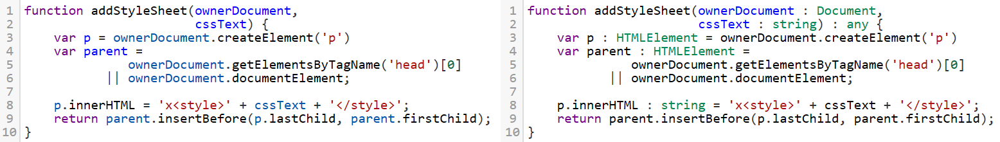 1 function addStyleSheet(ownerDocument,
2                        cssText) {
3     var p = ownerDocument.createElement('p')
4     var parent =
5               ownerDocument.getElementsByTagName('head')[0]
6            || ownerDocument.documentElement;
7
8     p.innerHTML = 'x<style>' + cssText + '</style>';
9     return parent.insertBefore(p.lastChild, parent.firstChild);
10 }
1 function addStyleSheet(ownerDocument : Document,
2                        cssText : string) : any {
3     var p : HTMLElement = ownerDocument.createElement('p')
4     var parent : HTMLElement =
5               ownerDocument.getElementsByTagName('head')[0]
6            || ownerDocument.documentElement;
7
8     p.innerHTML : string = 'x<style>' + cssText + '</style>';
9     return parent.insertBefore(p.lastChild, parent.firstChild);
10 }